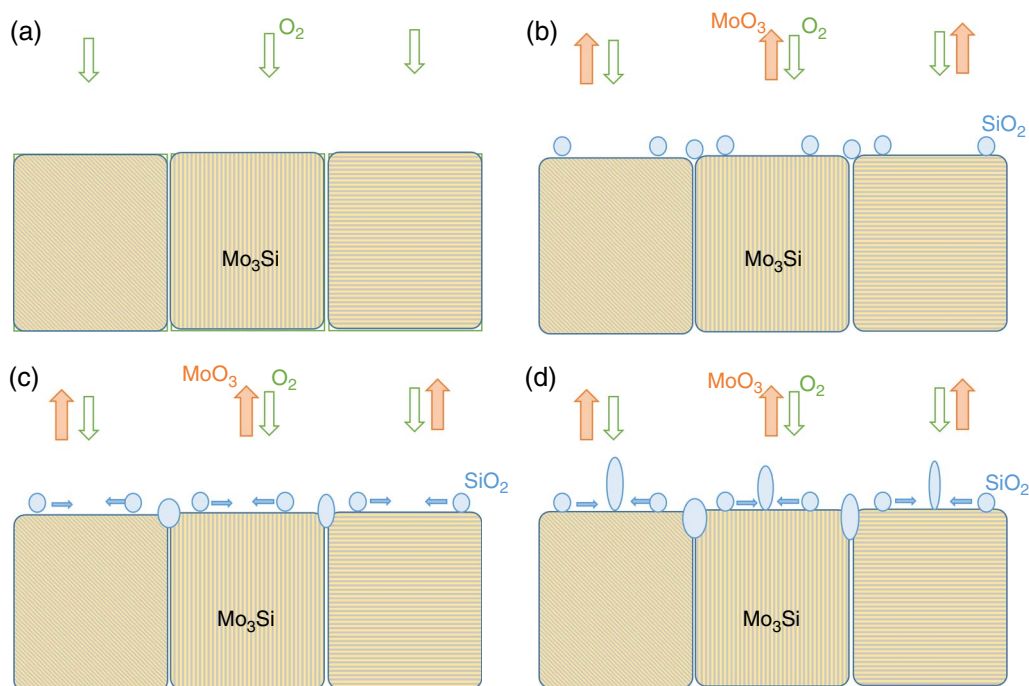 (a)
O₂
Mo₃Si
(b)
MoO₃
O₂
SiO₂
Mo₃Si
(c)
MoO₃
O₂
SiO₂
Mo₃Si
(d)
MoO₃
O₂
SiO₂
Mo₃Si